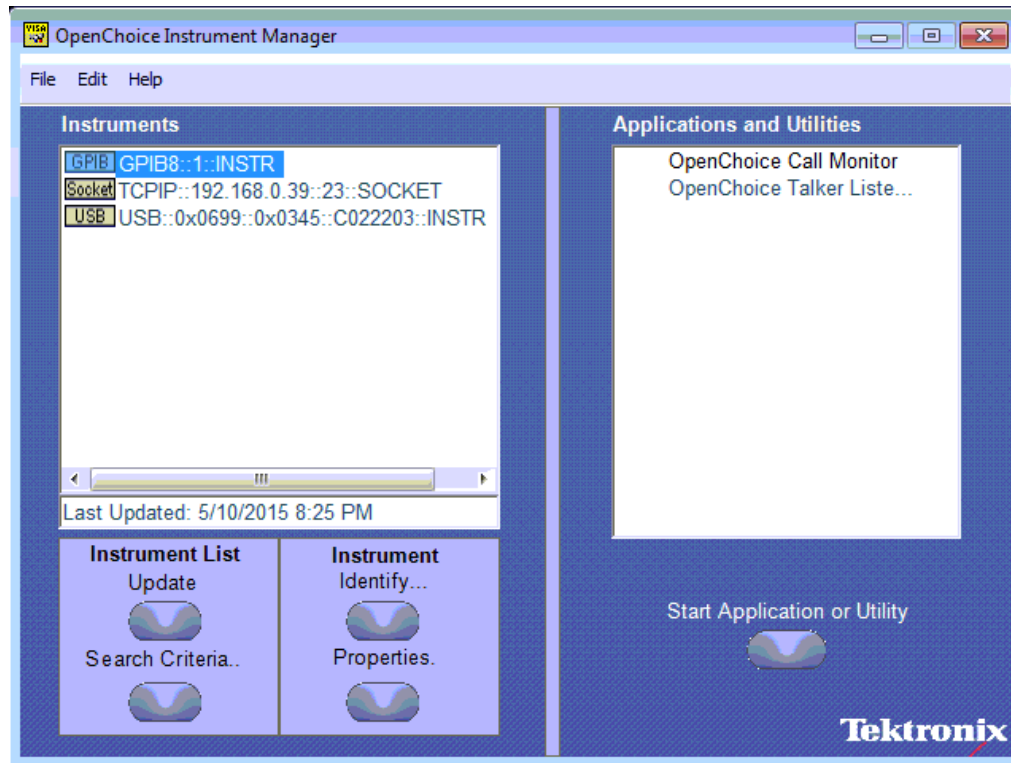 VISA
OpenChoice Instrument Manager
File Edit Help
Instruments
GPIB GPIB8::1::INSTR
Socket TCPIP::192.168.0.39::23::SOCKET
USB USB::0x0699::0x0345::C022203::INSTR
Last Updated: 5/10/2015 8:25 PM
Instrument List
Update
Search Criteria..
Instrument
Identify...
Properties.
Applications and Utilities
OpenChoice Call Monitor
OpenChoice Talker Liste...
Start Application or Utility
Tektronix